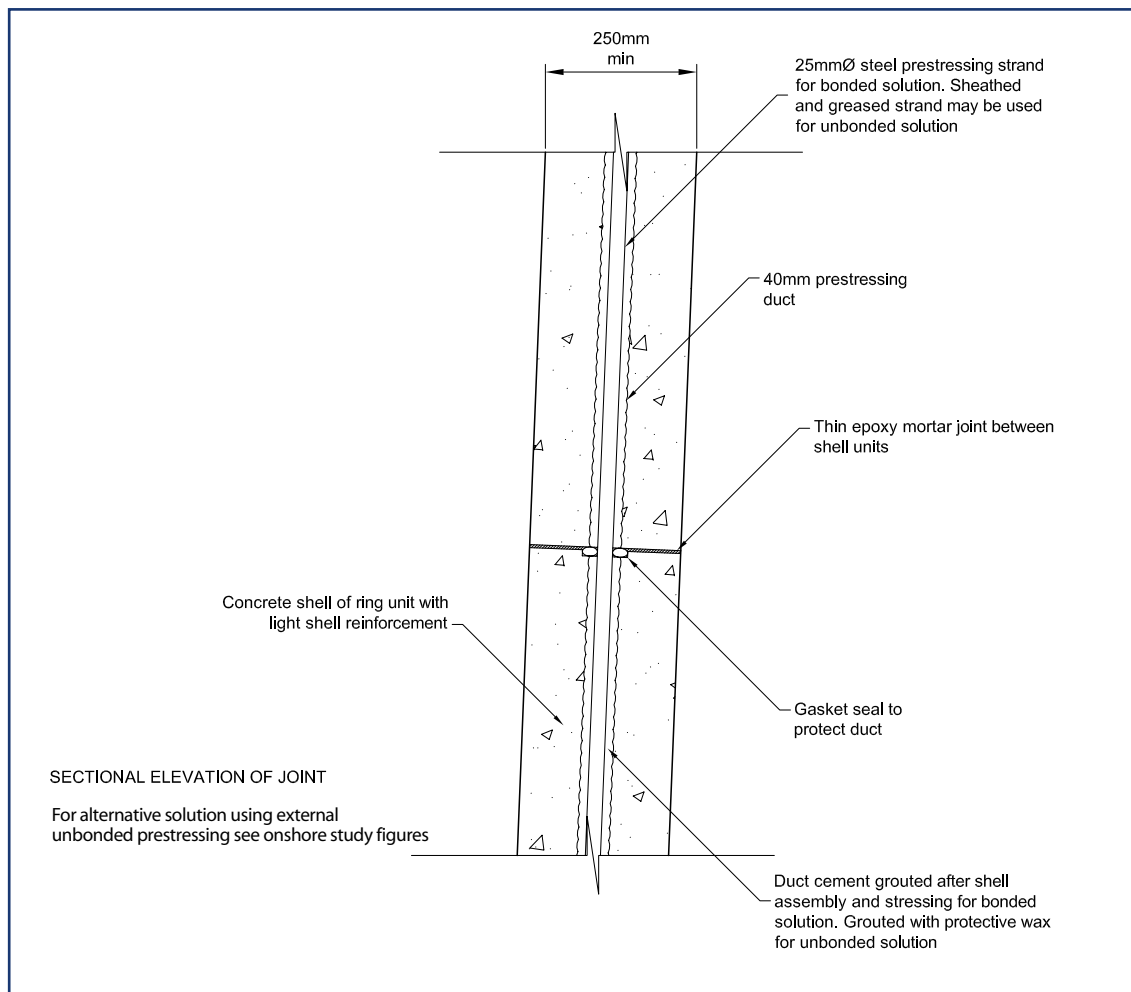 250mm
min
25mmØ steel prestressing strand
for bonded solution. Sheathed
and greased strand may be used
for unbonded solution
40mm prestressing
duct
Thin epoxy mortar joint between
shell units
Concrete shell of ring unit with
light shell reinforcement
Gasket seal to
protect duct
SECTIONAL ELEVATION OF JOINT
For alternative solution using external
unbonded prestressing see onshore study figures
Duct cement grouted after shell
assembly and stressing for bonded
solution. Grouted with protective wax
for unbonded solution